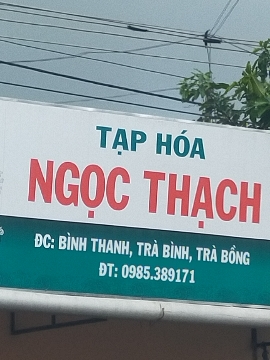 TẠP HÓA
NGỌC THẠCH
ĐC: BÌNH THANH, TRÀ BÌNH, TRÀ BỒNG
ĐT: 0985.389171